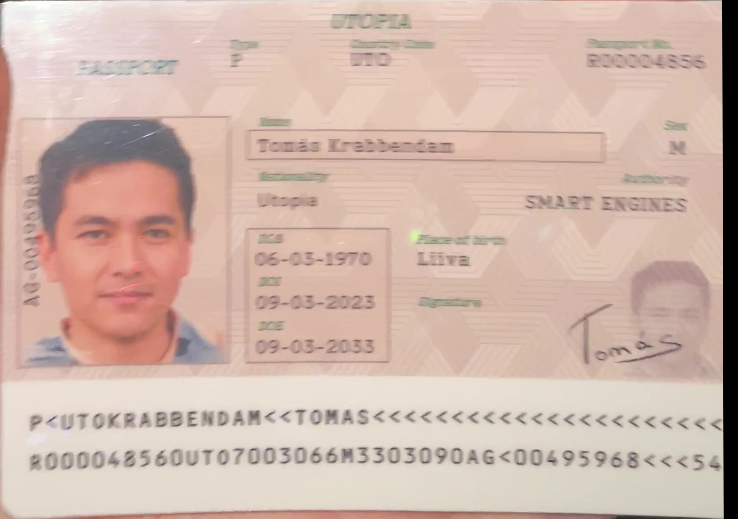 UTOPIA
PASSPORT
Type
P
Country Code
UTO
Passport No.
R00004856
Name
Tomás Krabbendam
Sex
M
Nationality
Utopia
Authority
SMART ENGINES
DOB
06-03-1970
Place of birth
Liiva
DOI
09-03-2023
Signature
DOE
09-03-2033
Tomás
AG-00495968
P<UTOKRABBENDAM<<TOMAS<<<<<<<<<<<<<<<<<<<<<<
R000048560UTO7003066M3303090AG<00495968<<<54